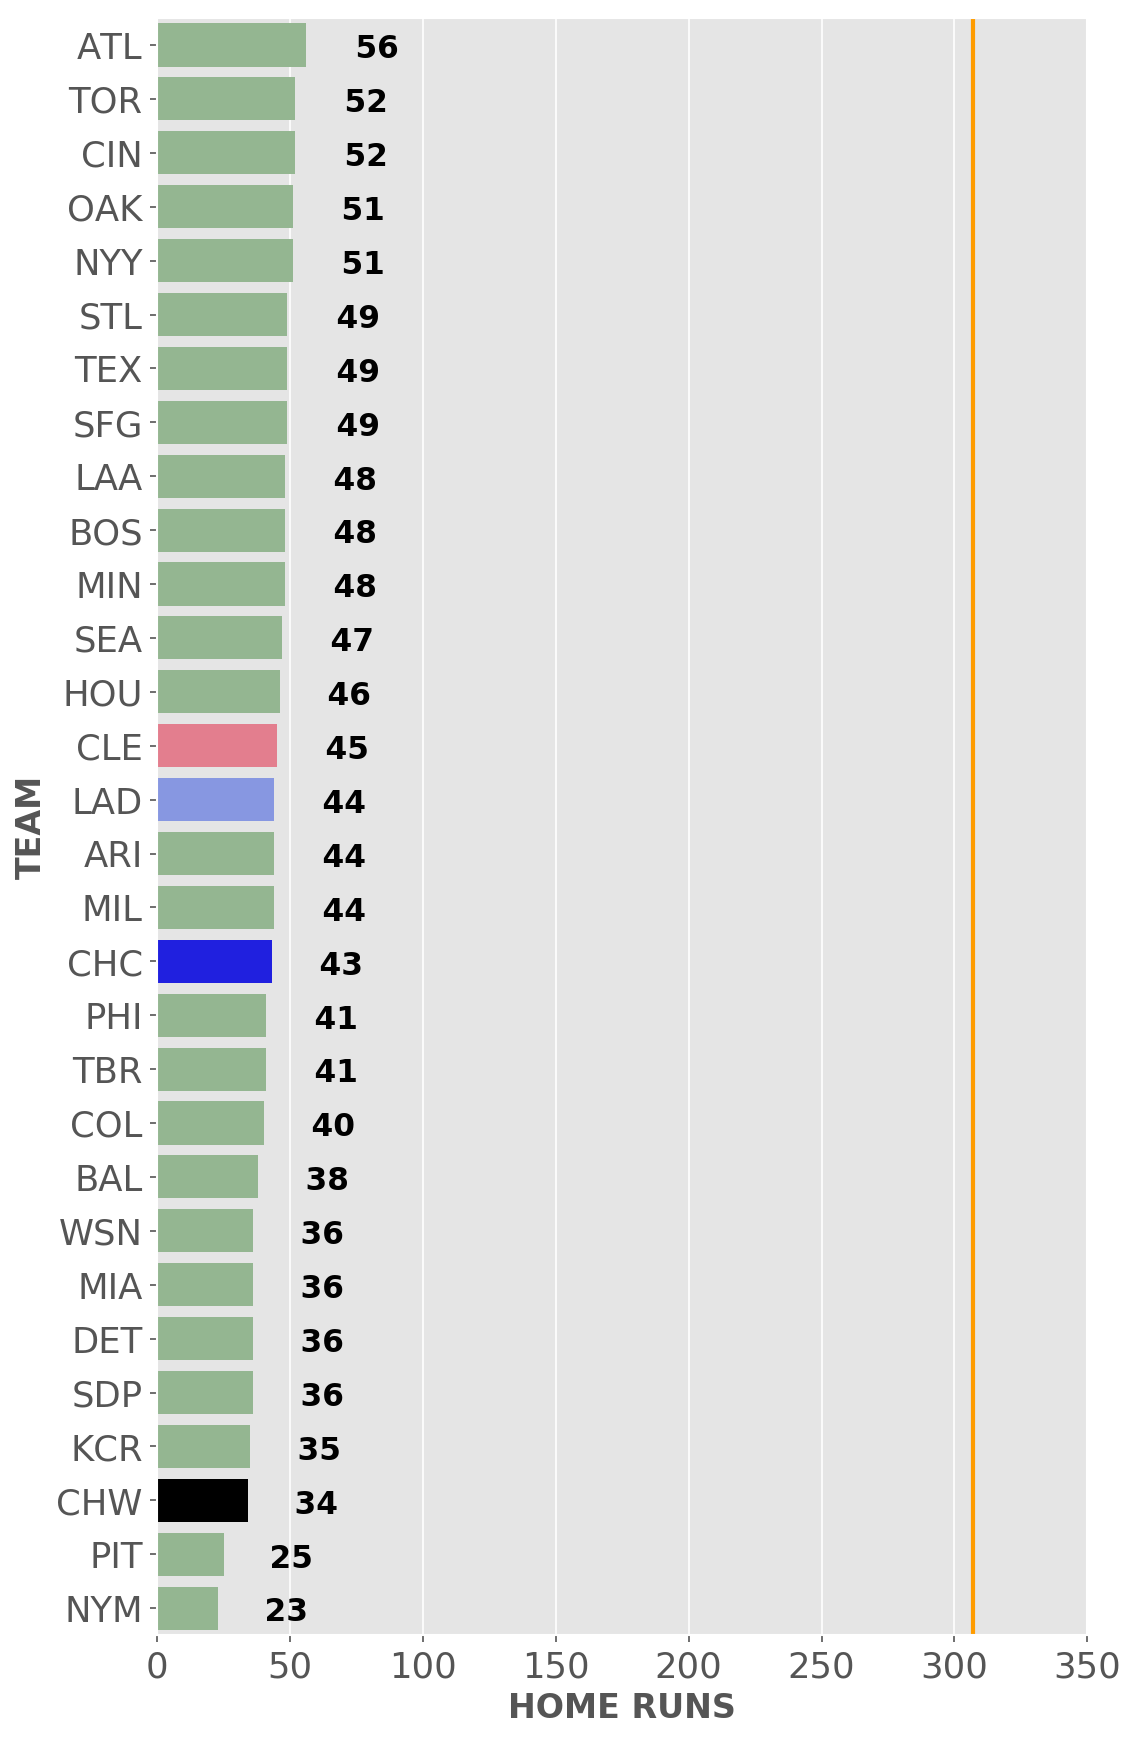 ATL 56
TOR 52
CIN 52
OAK 51
NYY 51
STL 49
TEX 49
SFG 49
LAA 48
BOS 48
MIN 48
SEA 47
HOU 46
CLE 45
LAD 44
ARI 44
MIL 44
CHC 43
PHI 41
TBR 41
COL 40
BAL 38
WSN 36
MIA 36
DET 36
SDP 36
KCR 35
CHW 34
PIT 25
NYM 23
TEAM
0 50 100 150 200 250 300 350
HOME RUNS